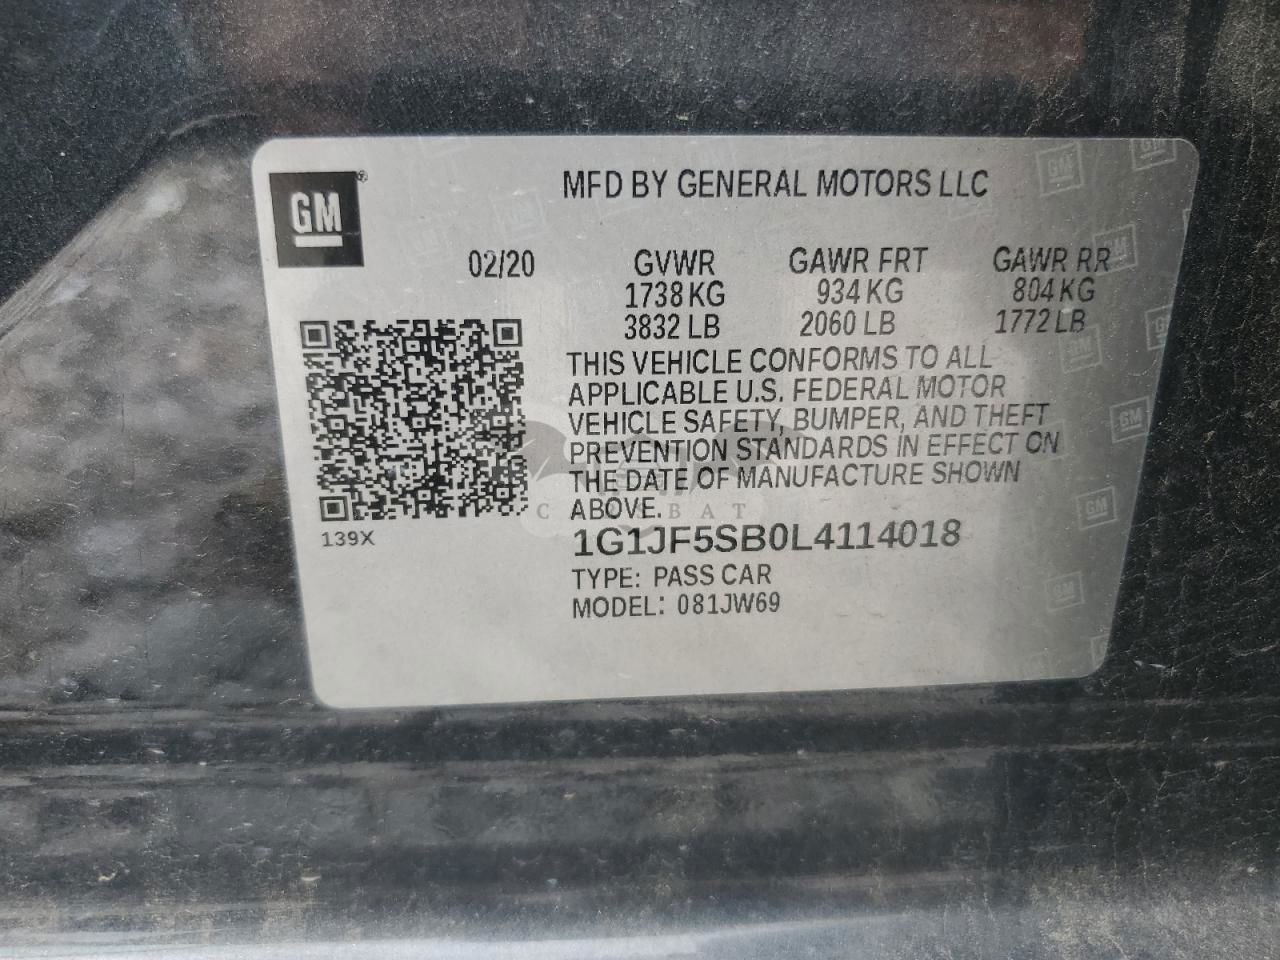 GM
MFD BY GENERAL MOTORS LLC
02/20 GVWR GAWR FRT GAWR RR
1738 KG 934 KG 804 KG
3832 LB 2060 LB 1772 LB
THIS VEHICLE CONFORMS TO ALL
APPLICABLE U.S. FEDERAL MOTOR
VEHICLE SAFETY, BUMPER, AND THEFT
PREVENTION STANDARDS IN EFFECT ON
THE DATE OF MANUFACTURE SHOWN
ABOVE.
139X
1G1JF5SB0L4114018
TYPE: PASS CAR
MODEL: 081JW69